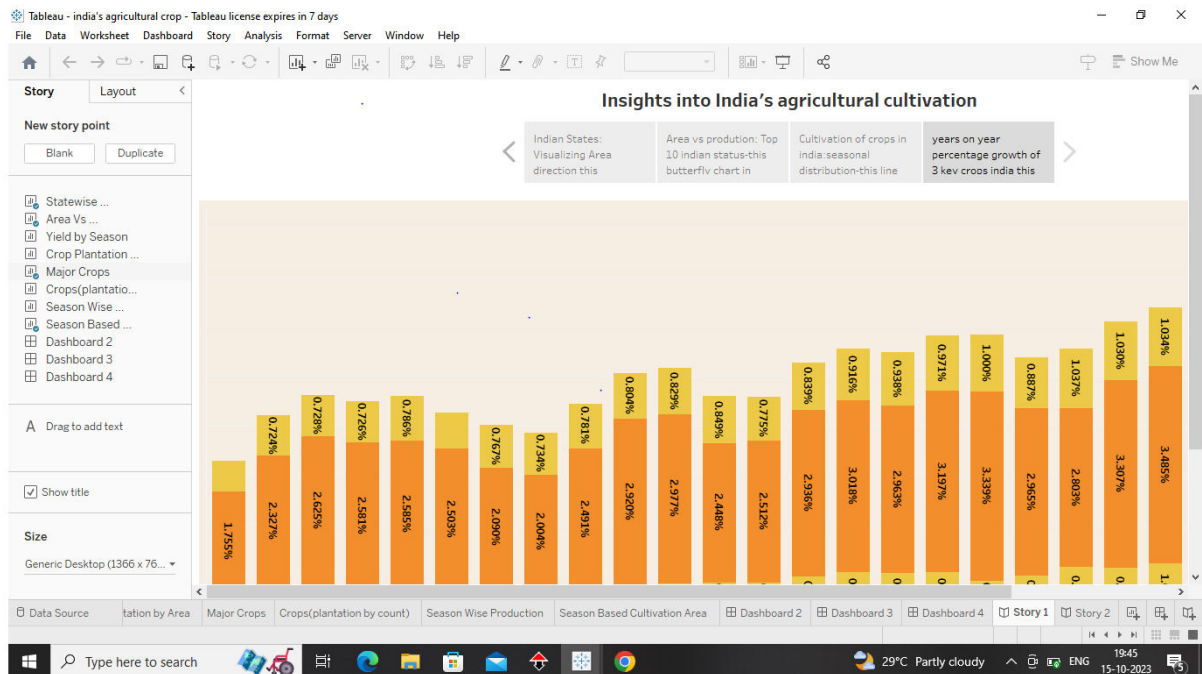 Tableau - india's agricultural crop - Tableau license expires in 7 days
File Data Worksheet Dashboard Story Analysis Format Server Window Help
Show Me
Story Layout
New story point
Blank Duplicate
Statewise ...
Area Vs ...
Yield by Season
Crop Plantation ...
Major Crops
Crops(plantatio...
Season Wise ...
Season Based ...
Dashboard 2
Dashboard 3
Dashboard 4
A Drag to add text
Show title
Size
Generic Desktop (1366 x 76...
Insights into India's agricultural cultivation
Indian States:
Visualizing Area
direction this
Area vs prodution: Top
10 indian status-this
butterfly chart in
Cultivation of crops in
india:seasonal
distribution-this line
years on year
percentage growth of
3 key crops india this
1.755%
0.724%
2.327%
0.728%
2.625%
0.726%
2.581%
0.786%
2.585%
2.503%
0.767%
2.090%
0.734%
2.004%
0.781%
2.491%
0.804%
2.920%
0.829%
2.977%
0.849%
2.448%
0.775%
2.512%
0.839%
2.936%
0.916%
3.018%
0.938%
2.963%
0.971%
3.197%
1.000%
3.339%
0.887%
2.965%
1.037%
2.803%
1.030%
3.307%
1.034%
3.485%
Data Source tation by Area Major Crops Crops(plantation by count) Season Wise Production Season Based Cultivation Area Dashboard 2 Dashboard 3 Dashboard 4 Story 1 Story 2
Type here to search
29°C Partly cloudy
ENG
19:45
15-10-2023
5